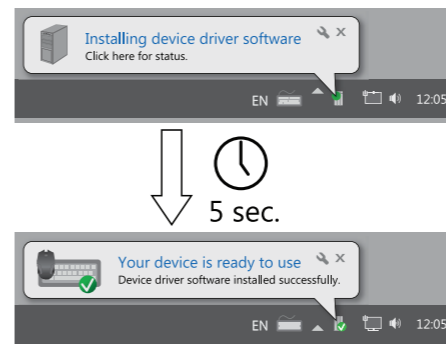 Installing device driver software
Click here for status.
EN
12:05
5 sec.
Your device is ready to use
Device driver software installed successfully.
EN
12:05